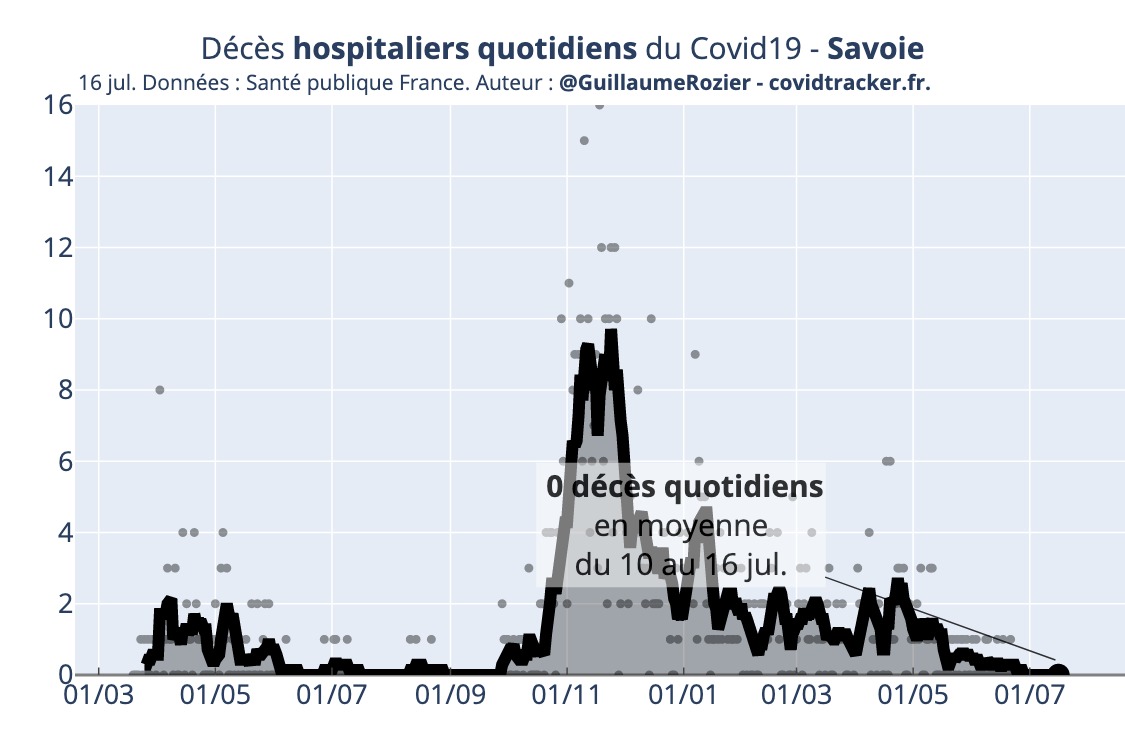 Décès hospitaliers quotidiens du Covid19 - Savoie
16 jul. Données : Santé publique France. Auteur : @GuillaumeRozier - covidtracker.fr.
16
14
12
10
8
6
4
2
0
0 décès quotidiens
en moyenne
du 10 au 16 jul.
01/03 01/05 01/07 01/09 01/11 01/01 01/03 01/05 01/07